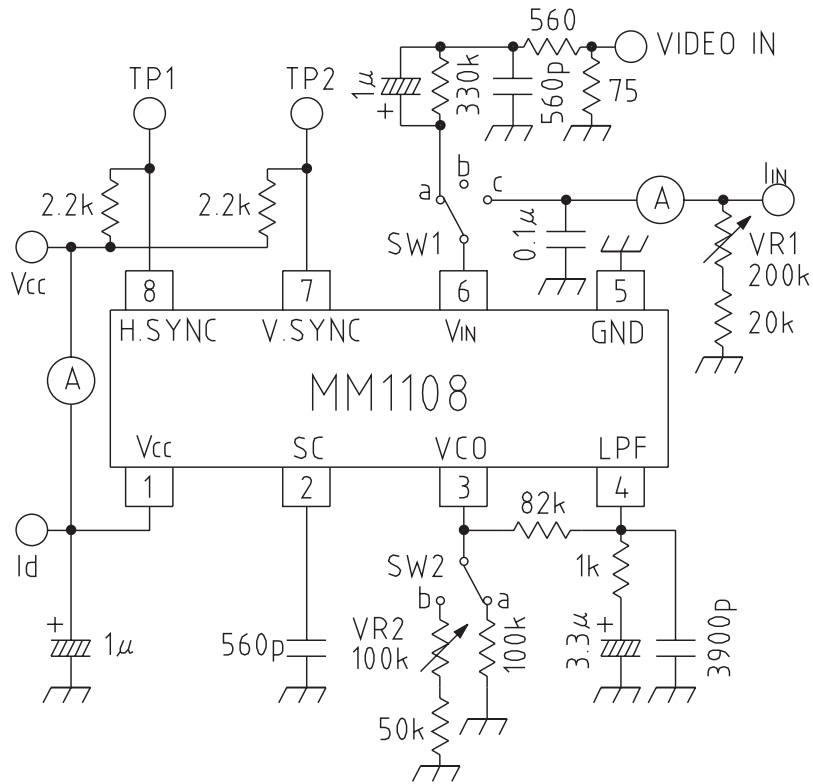 560
VIDEO IN
1μ
+
330k
560p
75
TP1
TP2
b
a
c
A
IIN
2.2k
2.2k
SW1
0.1μ
VR1
200k
20k
Vcc
8
7
6
5
H.SYNC
V.SYNC
VIN
GND
A
MM1108
Vcc
SC
VCO
LPF
1
2
3
4
82k
Id
SW2
1k
b
a
+
1μ
560p
VR2
100k
100k
3.3μ
+
3900p
50k